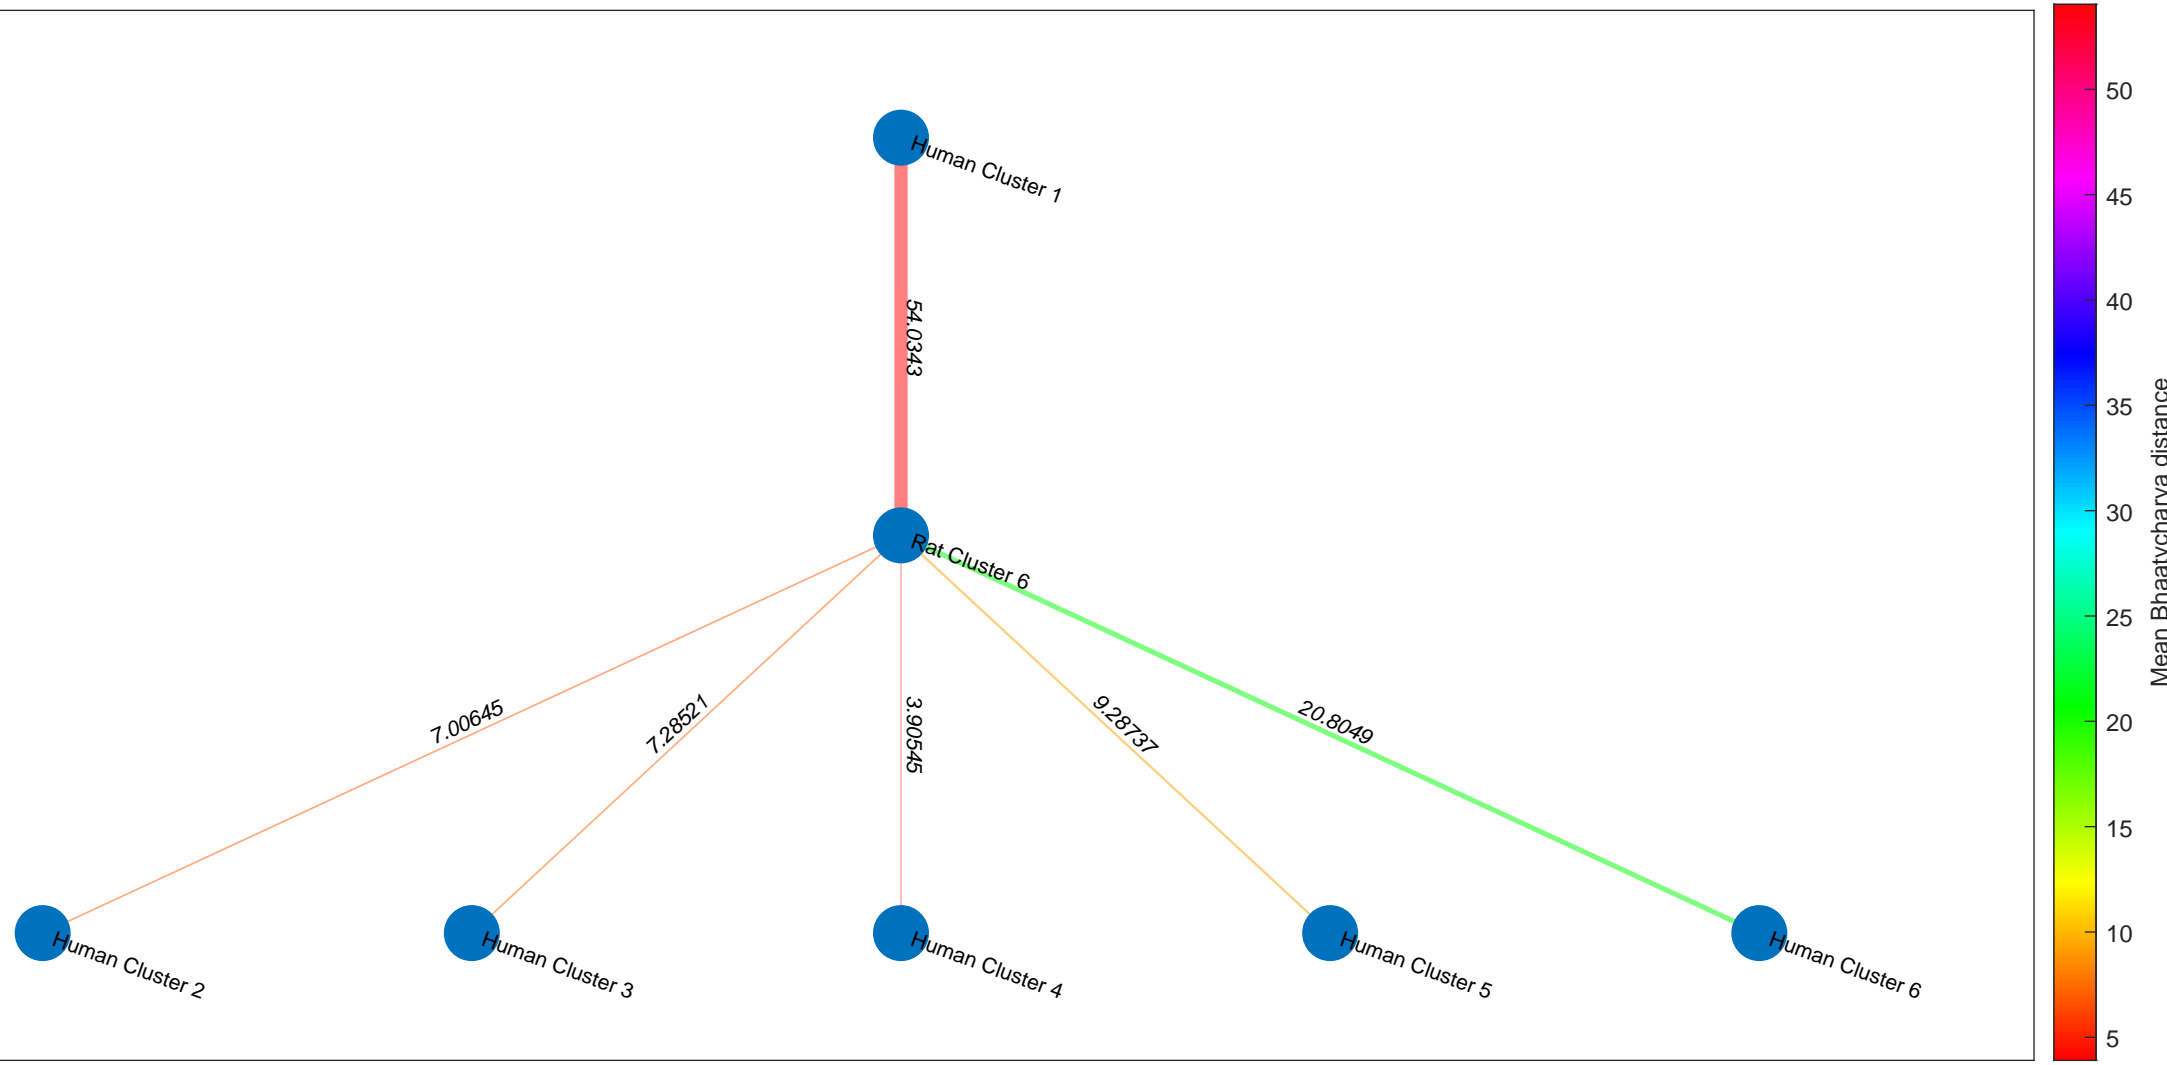 Human Cluster 1
54.0343
Rat Cluster 6
7.00645
7.28521
3.90545
9.28737
20.8049
Human Cluster 2
Human Cluster 3
Human Cluster 4
Human Cluster 5
Human Cluster 6
50
45
40
35
30
25
20
15
10
5
Mean Bhaatycharya distance